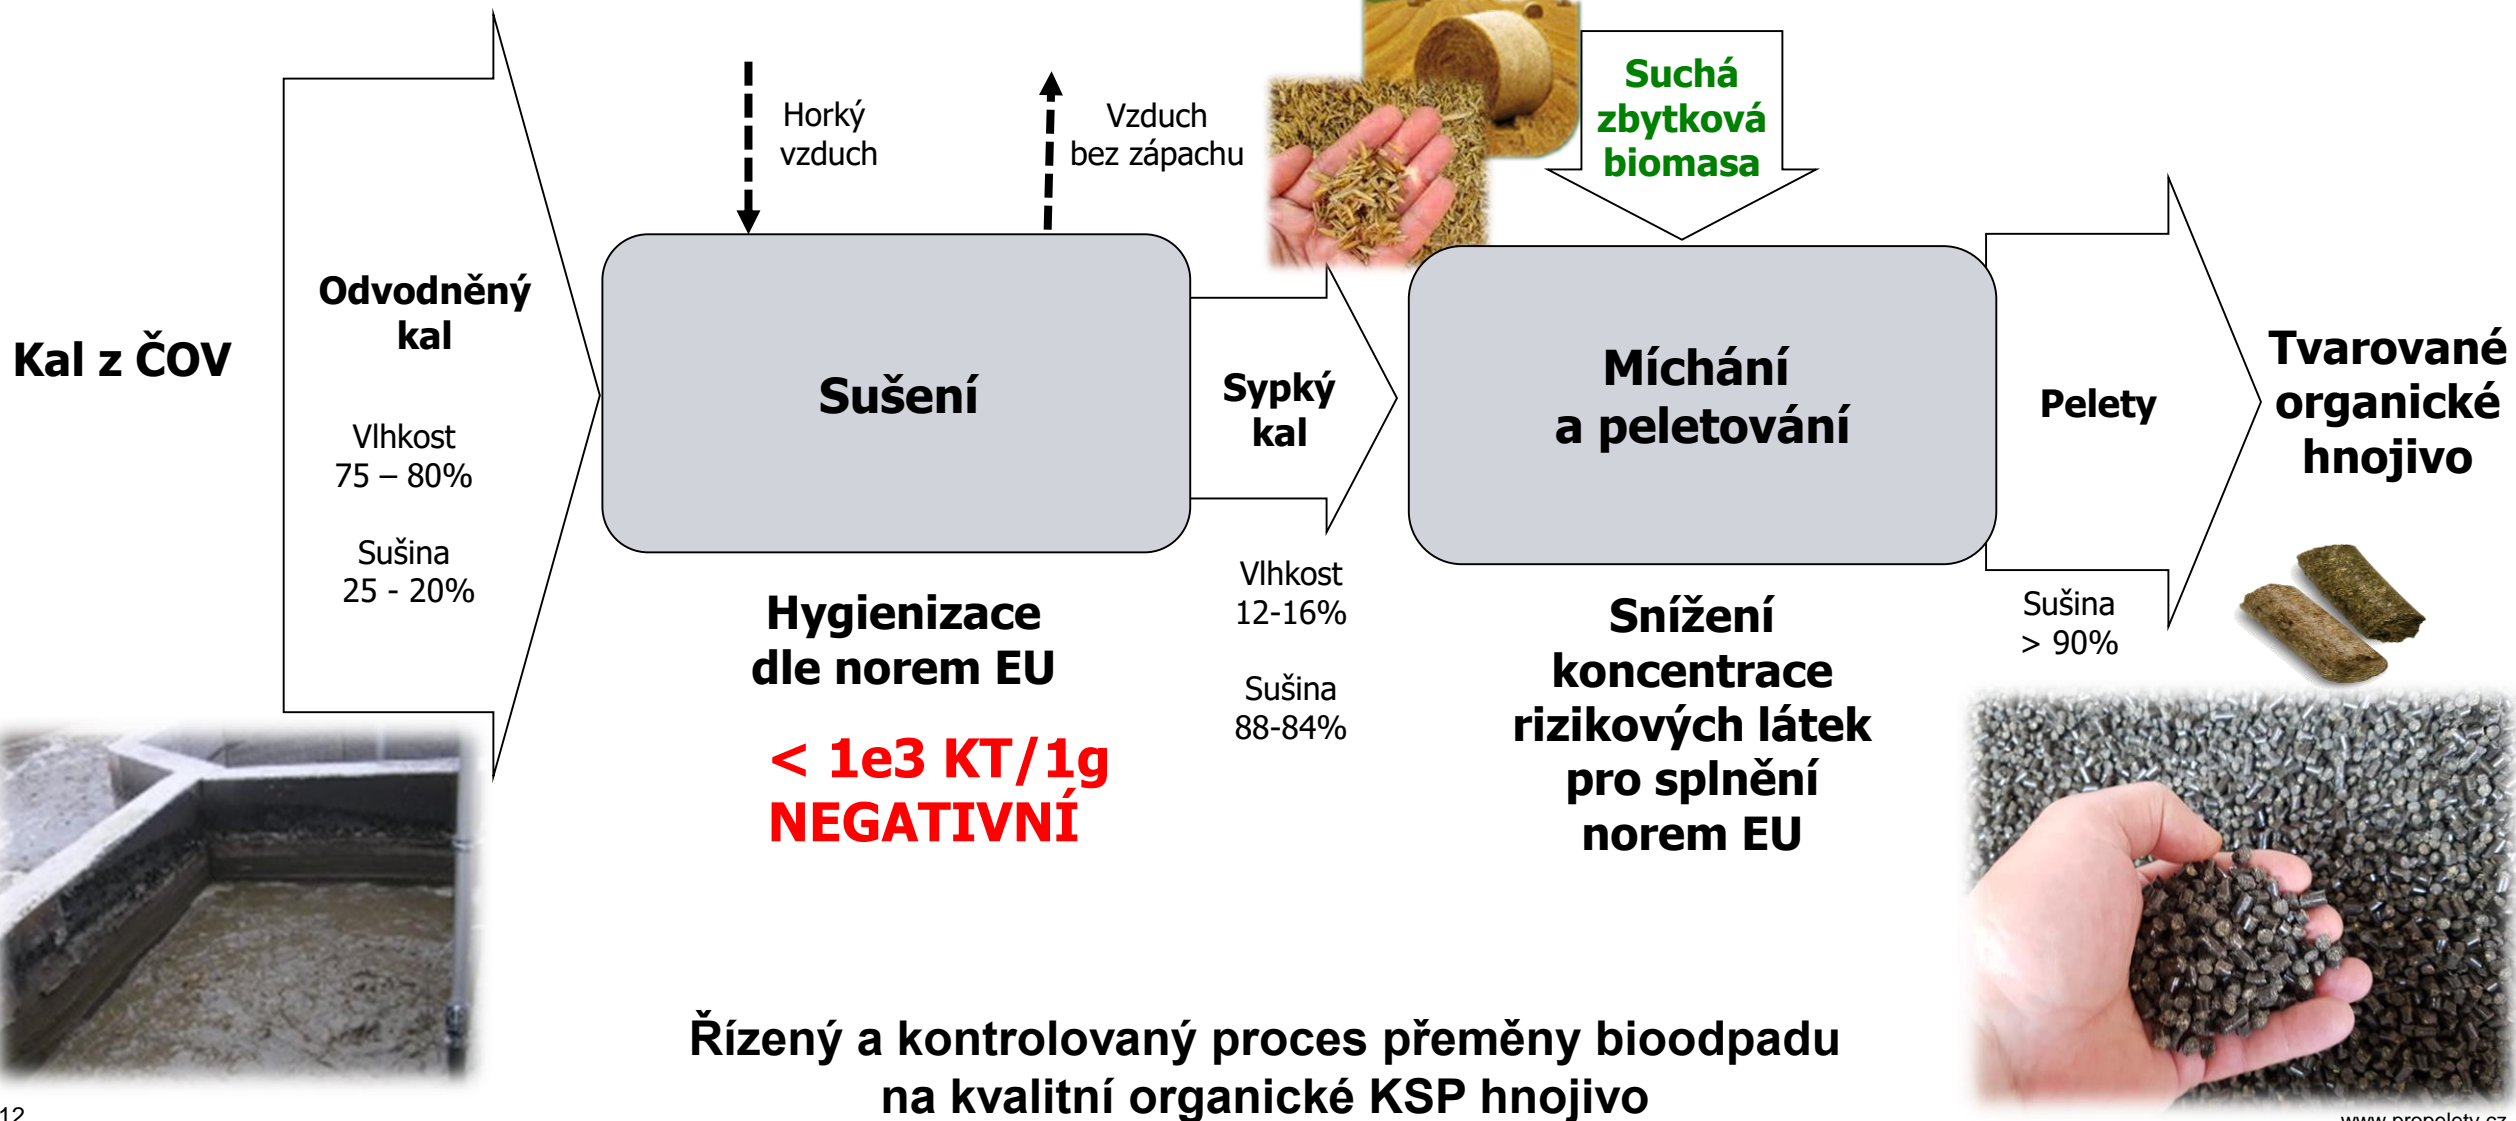 Kal z ČOV
Odvodněný
kal
Vlhkost
75 – 80%
Sušina
25 - 20%
Horký
vzduch
Vzduch
bez zápachu
Sušení
Hygienizace
dle norem EU
< 1e3 KT/1g
NEGATIVNÍ
Sypký
kal
Vlhkost
12-16%
Sušina
88-84%
Suchá
zbytková
biomasa
Míchání
a peletování
Snížení
koncentrace
rizikových látek
pro splnění
norem EU
Pelety
Sušina
> 90%
Tvarované
organické
hnojivo
Řízený a kontrolovaný proces přeměny bioodpadu
na kvalitní organické KSP hnojivo
12
www.propelety.cz